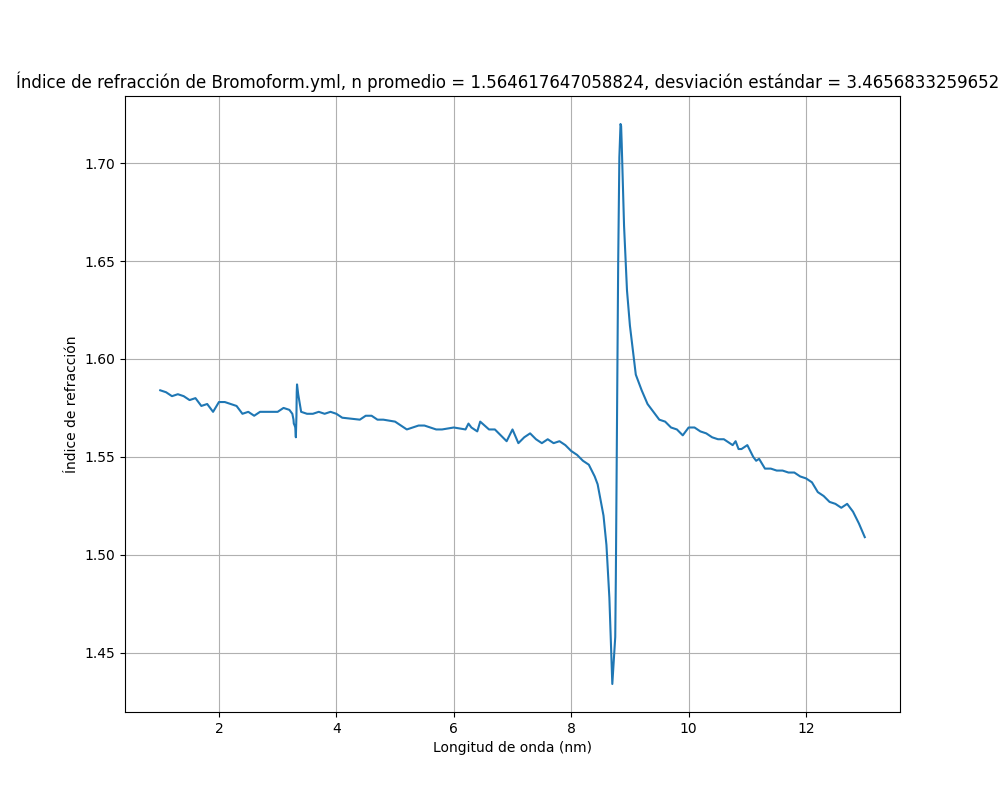 Índice de refracción de Bromoform.yml, n promedio = 1.564617647058824, desviación estándar = 3.4656833259652
1.70
1.65
1.60
1.55
1.50
1.45
Índice de refracción
2 4 6 8 10 12
Longitud de onda (nm)